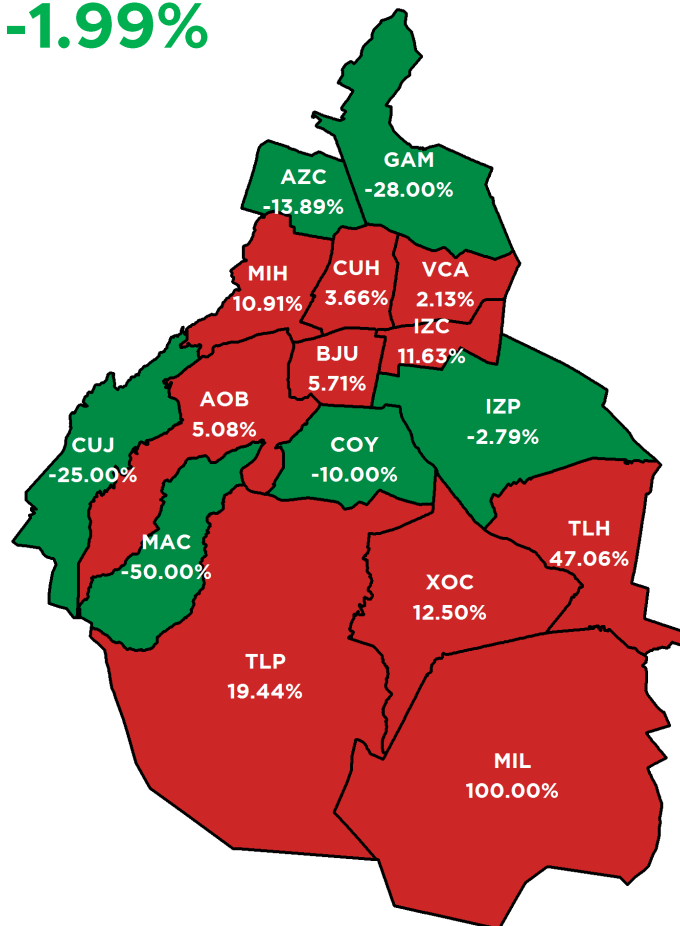 -1.99%
GAM
-28.00%
AZC
-13.89%
MIH
10.91%
CUH
3.66%
VCA
2.13%
IZC
11.63%
BJU
5.71%
AOB
5.08%
IZP
-2.79%
CUJ
-25.00%
COY
-10.00%
MAC
-50.00%
TLH
47.06%
XOC
12.50%
TLP
19.44%
MIL
100.00%